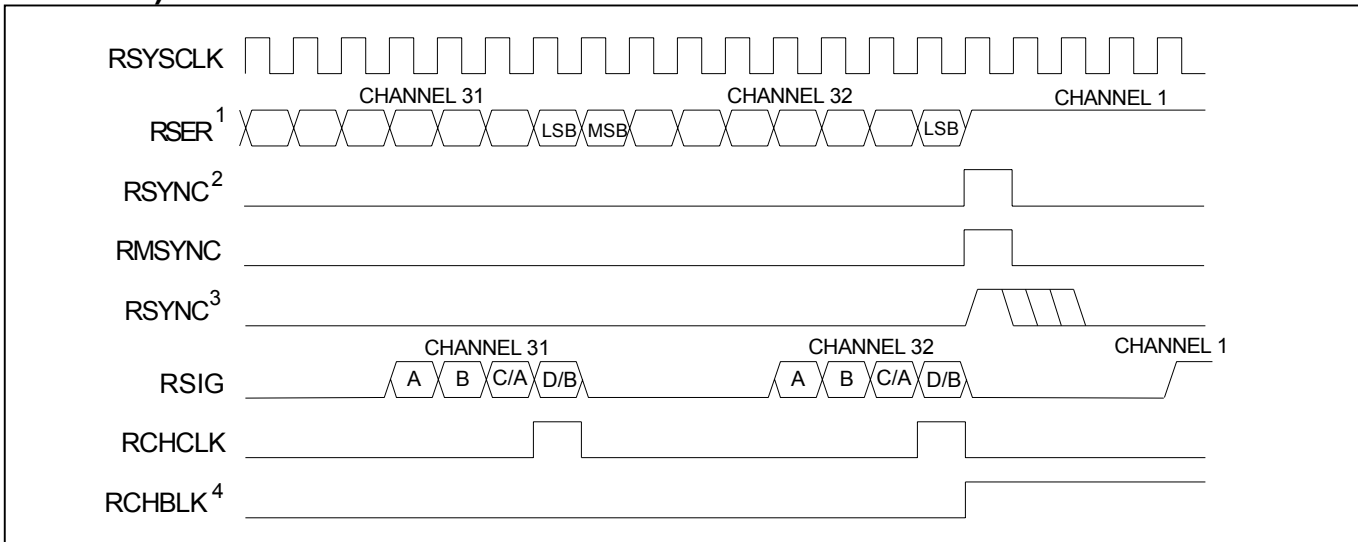 RSYSCLK
CHANNEL 31 CHANNEL 32 CHANNEL 1
RSER¹ LSB MSB LSB
RSYNC²
RMSYNC
RSYNC³
CHANNEL 31 CHANNEL 32 CHANNEL 1
RSIG A B C/A D/B A B C/A D/B
RCHCLK
RCHBLK⁴